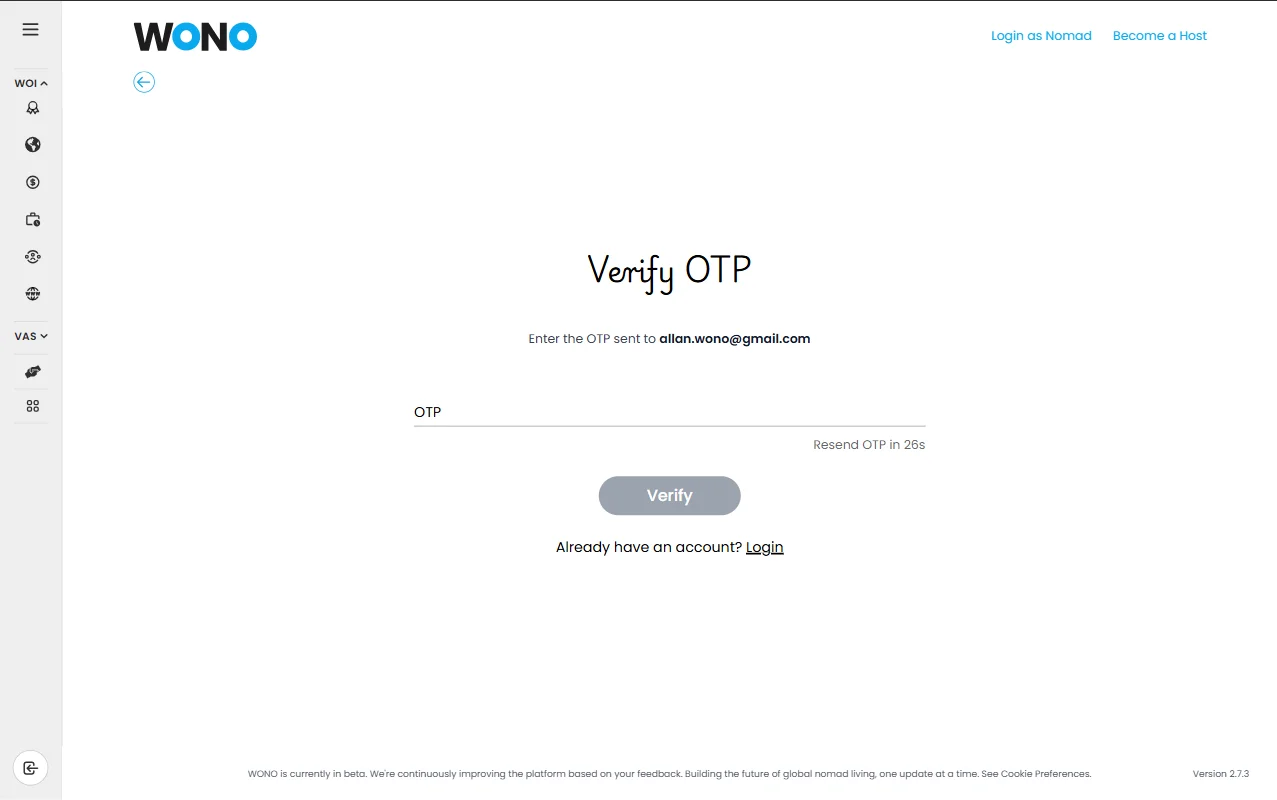 WONO
Login as Nomad
Become a Host
WOI
VAS
Verify OTP
Enter the OTP sent to allan.wono@gmail.com
OTP
Resend OTP in 26s
Verify
Already have an account? Login
WONO is currently in beta. We're continuously improving the platform based on your feedback. Building the future of global nomad living, one update at a time. See Cookie Preferences.
Version 2.7.3